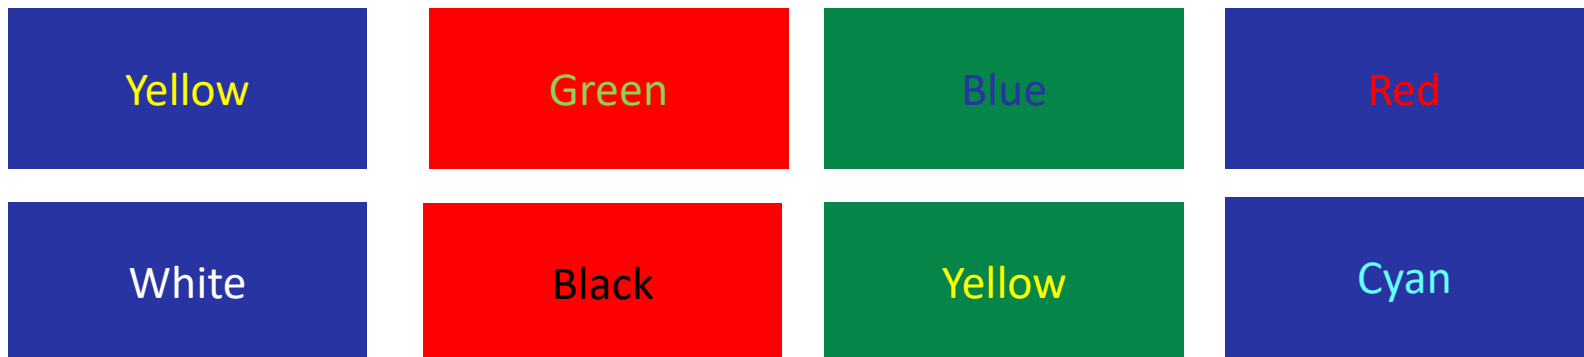 Yellow
Green
Blue
Red
White
Black
Yellow
Cyan